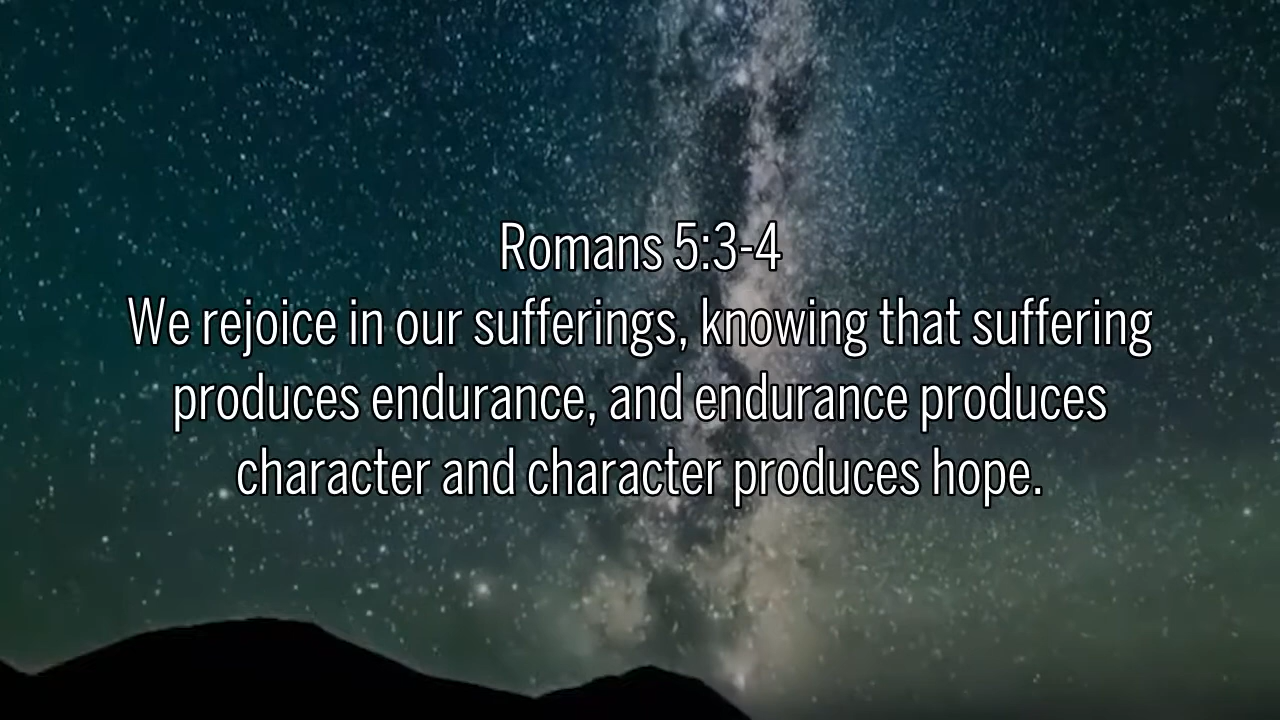 Romans 5:3-4
We rejoice in our sufferings, knowing that suffering
produces endurance, and endurance produces
character and character produces hope.